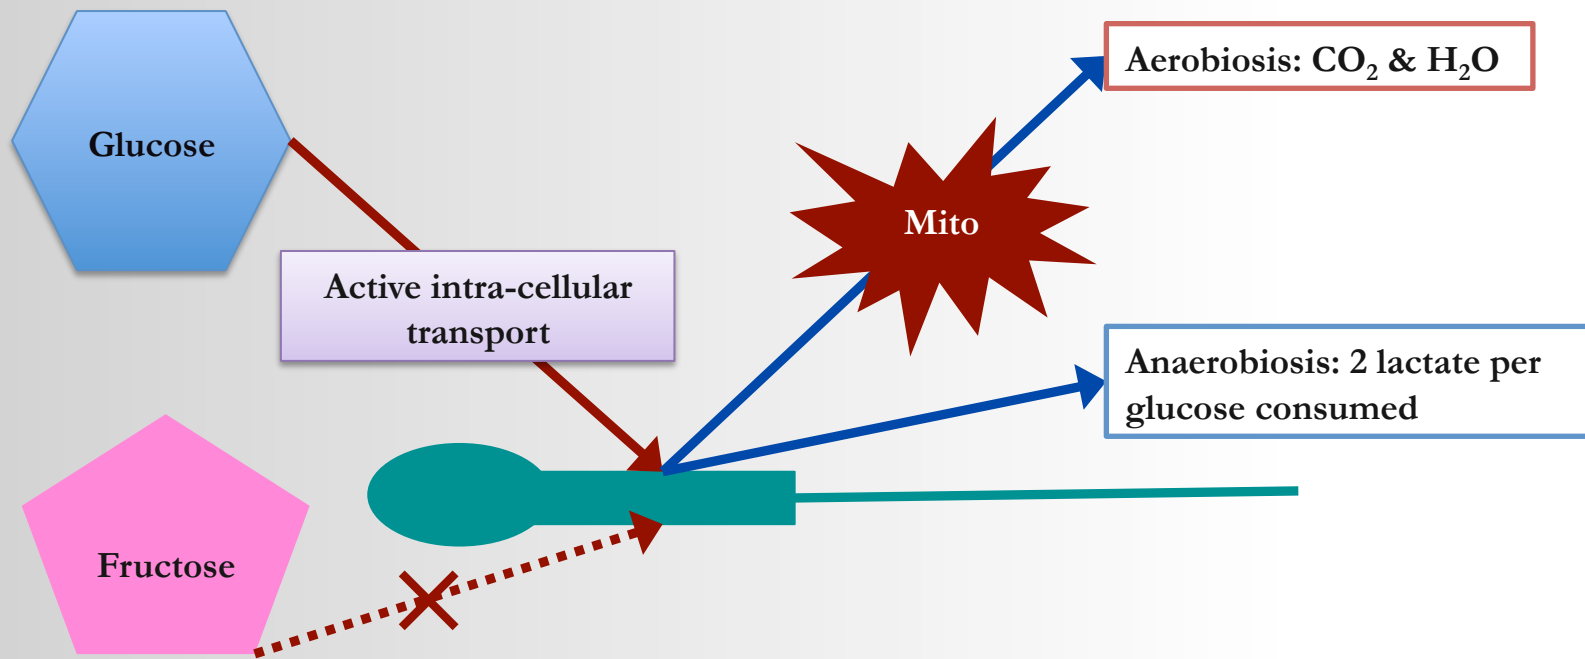 Glucose
Active intra-cellular
transport
Fructose
Mito
Aerobiosis: CO₂ & H₂O
Anaerobiosis: 2 lactate per
glucose consumed